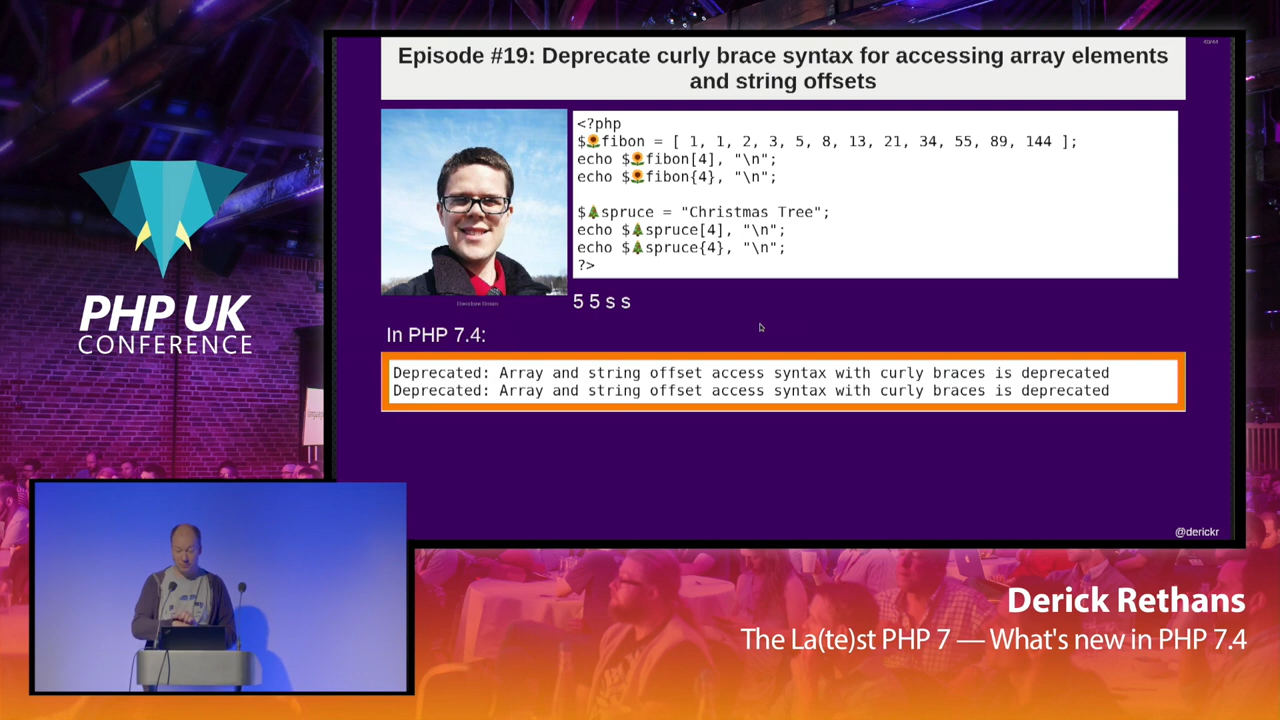 Episode #19: Deprecate curly brace syntax for accessing array elements
and string offsets
<?php
$🌻fibon = [ 1, 1, 2, 3, 5, 8, 13, 21, 34, 55, 89, 144 ];
echo $🌻fibon[4], "\n";
echo $🌻fibon{4}, "\n";
$🌲spruce = "Christmas Tree";
echo $🌲spruce[4], "\n";
echo $🌲spruce{4}, "\n";
?>
5 5 s s
In PHP 7.4:
Deprecated: Array and string offset access syntax with curly braces is deprecated
Deprecated: Array and string offset access syntax with curly braces is deprecated
@derickr
PHP UK
CONFERENCE
Derick Rethans
The La(te)st PHP 7 — What's new in PHP 7.4